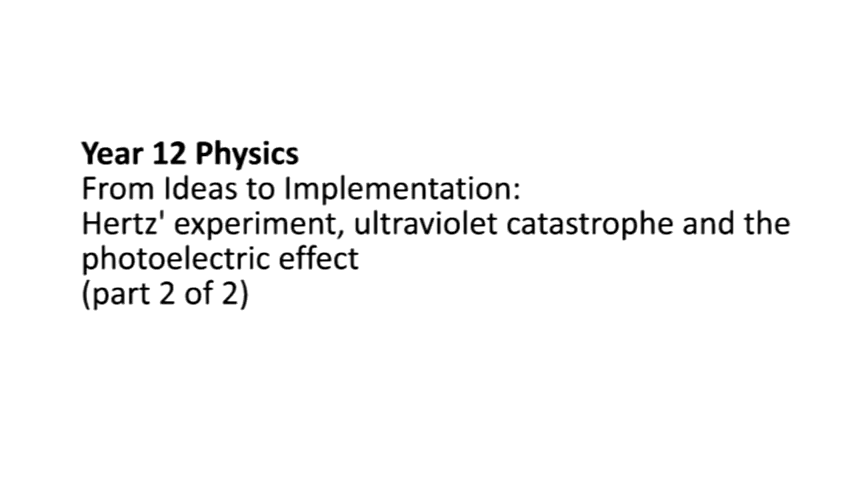 Year 12 Physics
From Ideas to Implementation:
Hertz' experiment, ultraviolet catastrophe and the
photoelectric effect
(part 2 of 2)